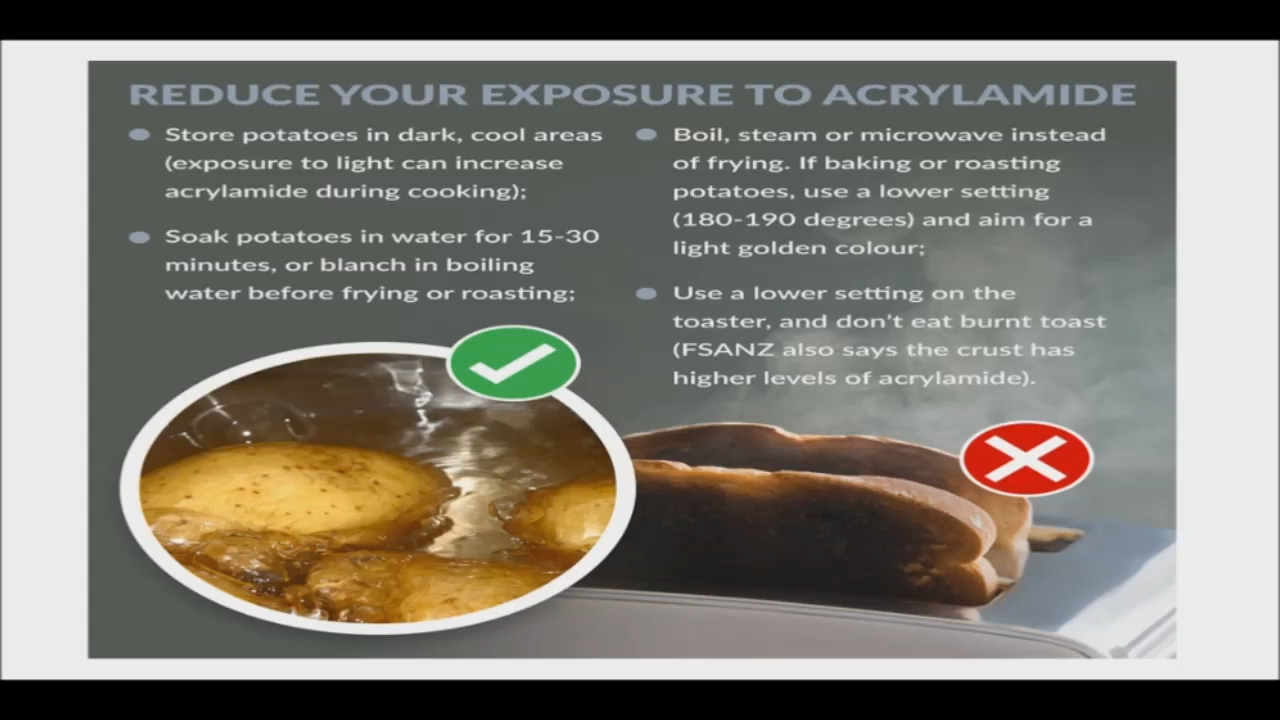 REDUCE YOUR EXPOSURE TO ACRYLAMIDE
Store potatoes in dark, cool areas
(exposure to light can increase
acrylamide during cooking);
Soak potatoes in water for 15-30
minutes, or blanch in boiling
water before frying or roasting;
Boil, steam or microwave instead
of frying. If baking or roasting
potatoes, use a lower setting
(180-190 degrees) and aim for a
light golden colour;
Use a lower setting on the
toaster, and don't eat burnt toast
(FSANZ also says the crust has
higher levels of acrylamide).